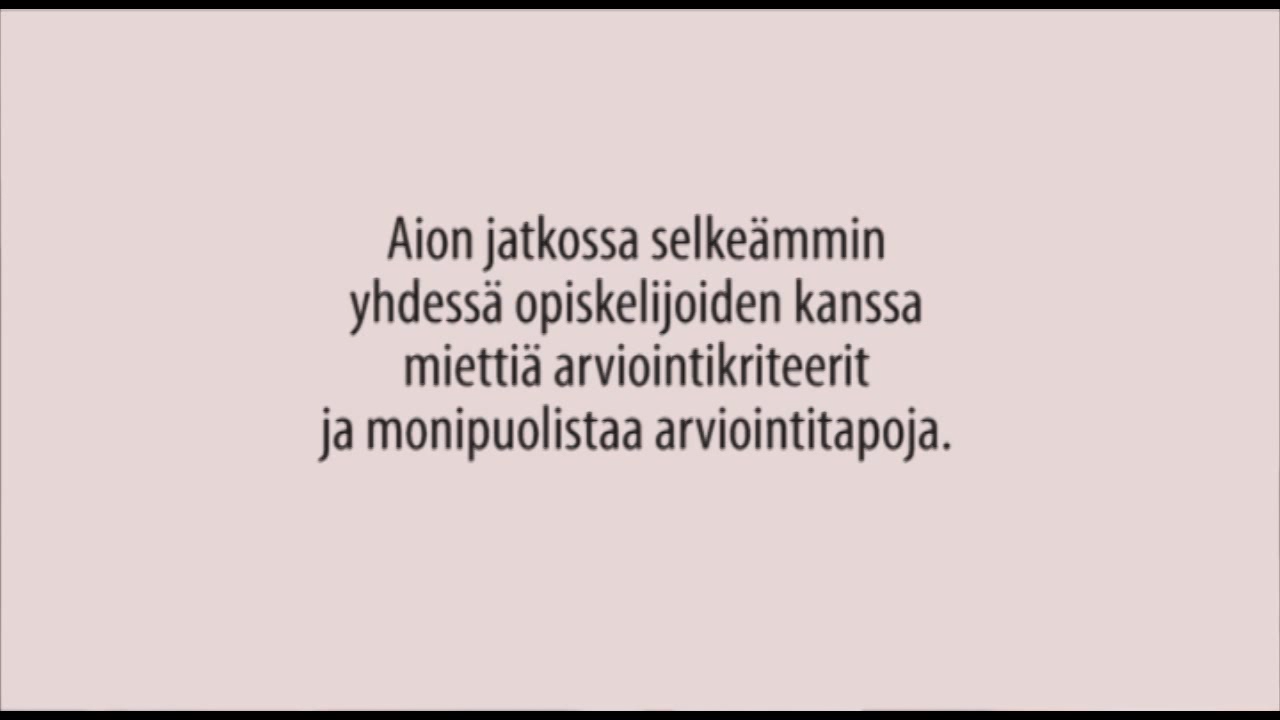 Aion jatkossa selkeämmin
yhdessä opiskelijoiden kanssa
miettiä arviointikriteerit
ja monipuolistaa arviointitapoja.